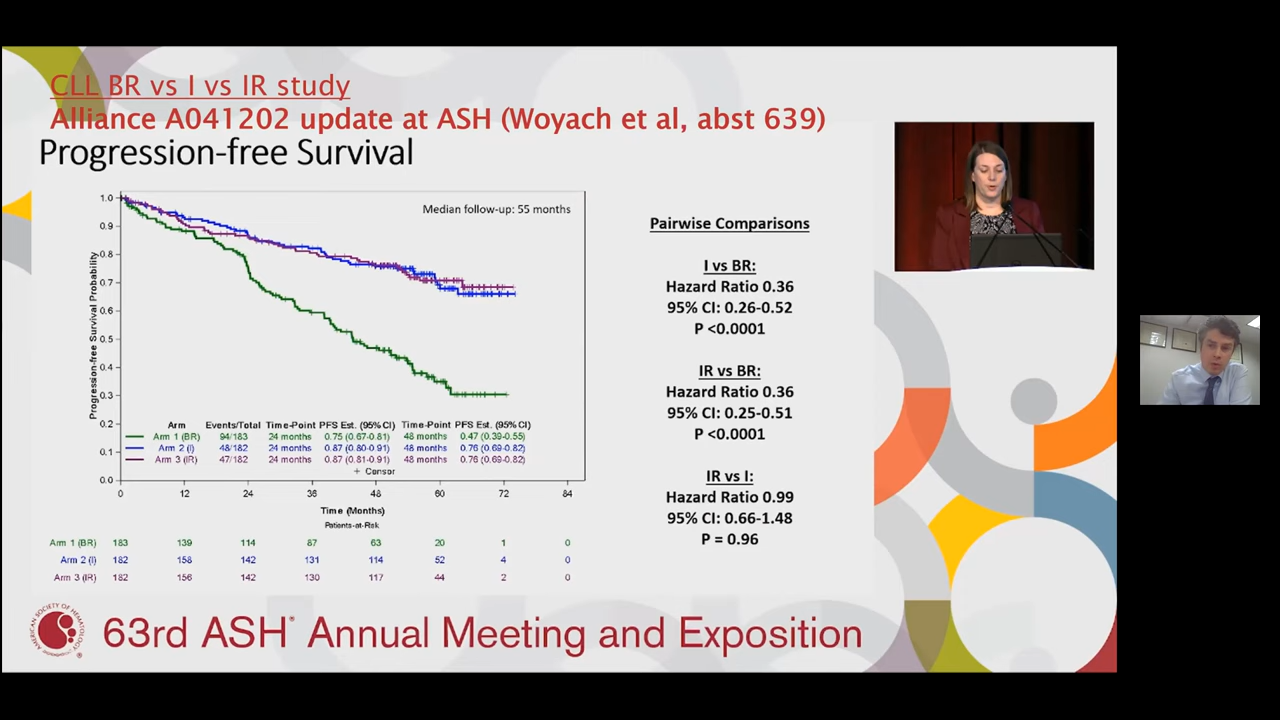 CLL BR vs I vs IR study
Alliance A041202 update at ASH (Woyach et al, abst 639)
Progression-free Survival
Median follow-up: 55 months
Progression-free Survival Probability
1.0
0.9
0.8
0.7
0.6
0.5
0.4
0.3
0.2
0.1
0.0
Arm Events/Total Time-Point PFS Est. (95% CI) Time-Point PFS Est. (95% CI)
Arm 1 (BR) 94/183 24 months 0.75 (0.67-0.81) 48 months 0.47 (0.39-0.55)
Arm 2 (I) 48/182 24 months 0.87 (0.80-0.91) 48 months 0.76 (0.69-0.82)
Arm 3 (IR) 47/182 24 months 0.87 (0.81-0.91) 48 months 0.76 (0.69-0.82)
+ Censor
0 12 24 36 48 60 72 84
Time (Months)
Patients-at-Risk
Arm 1 (BR) 183 139 114 87 63 20 1 0
Arm 2 (I) 182 158 142 131 114 52 4 0
Arm 3 (IR) 182 156 142 130 117 44 2 0
Pairwise Comparisons
I vs BR:
Hazard Ratio 0.36
95% CI: 0.26-0.52
P <0.0001
IR vs BR:
Hazard Ratio 0.36
95% CI: 0.25-0.51
P <0.0001
IR vs I:
Hazard Ratio 0.99
95% CI: 0.66-1.48
P = 0.96
AMERICAN SOCIETY OF HEMATOLOGY
63rd ASH® Annual Meeting and Exposition